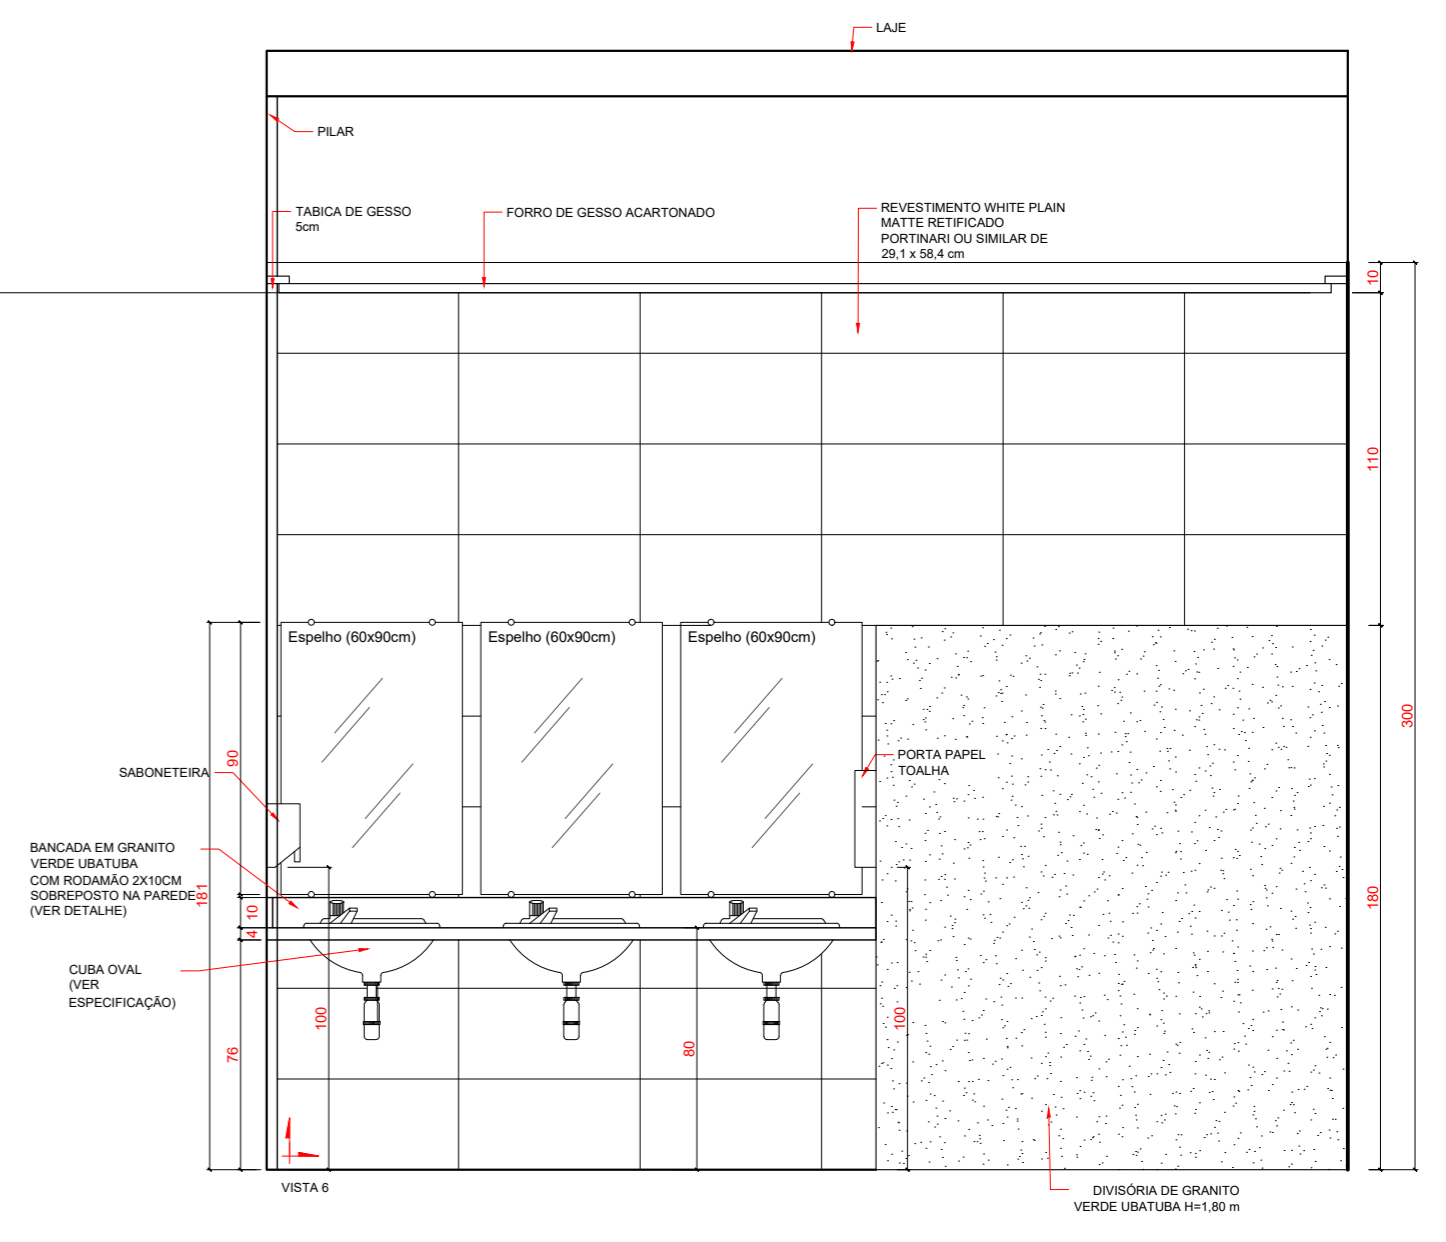 LAJE
PILAR
TABICA DE GESSO
5cm
FORRO DE GESSO ACARTONADO
REVESTIMENTO WHITE PLAIN
MATTE RETIFICADO
PORTINARI OU SIMILAR DE
29,1 x 58,4 cm
10
110
300
180
Espelho (60x90cm)
Espelho (60x90cm)
Espelho (60x90cm)
90
SABONETEIRA
PORTA PAPEL
TOALHA
BANCADA EM GRANITO
VERDE UBATUBA
COM RODAMÃO 2X10CM
SOBREPOSTO NA PAREDE
(VER DETALHE)
181
10
4
CUBA OVAL
(VER
ESPECIFICAÇÃO)
100
76
80
100
VISTA 6
DIVISÓRIA DE GRANITO
VERDE UBATUBA H=1,80 m